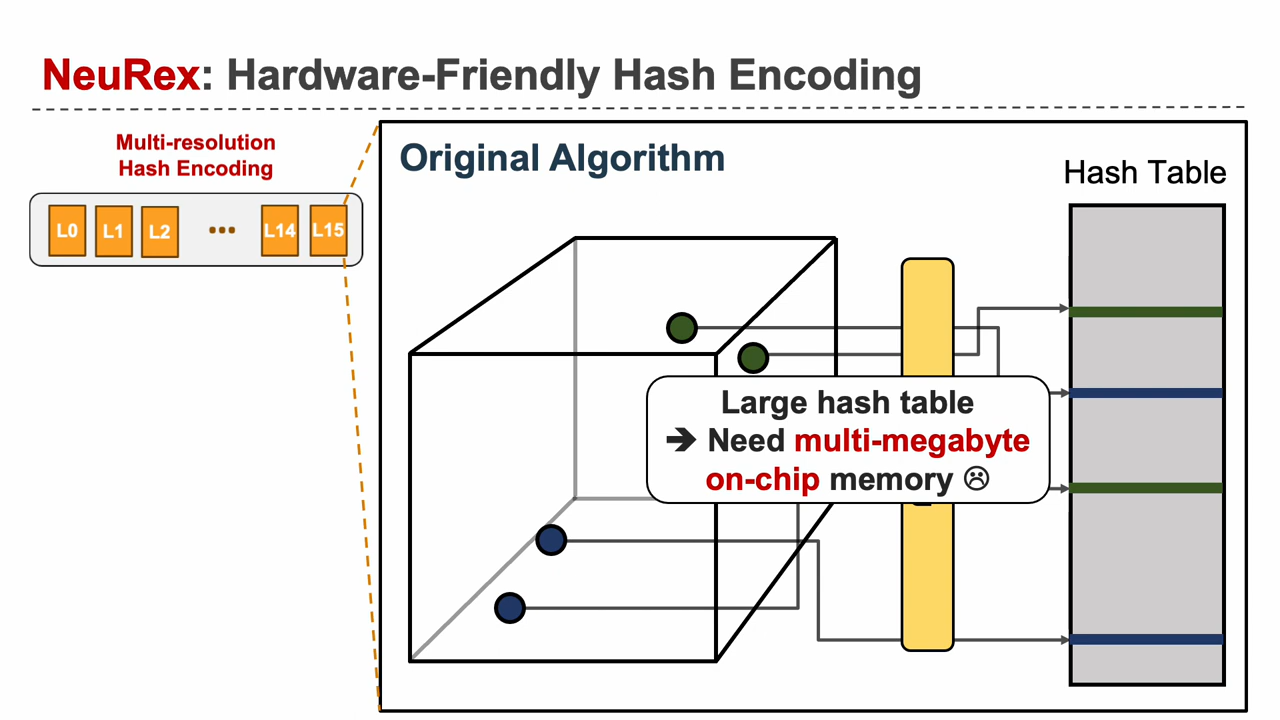 NeuRex: Hardware-Friendly Hash Encoding
Multi-resolution
Hash Encoding
L0 L1 L2 ... L14 L15
Original Algorithm
Hash Table
Large hash table
➔ Need multi-megabyte
on-chip memory ☹